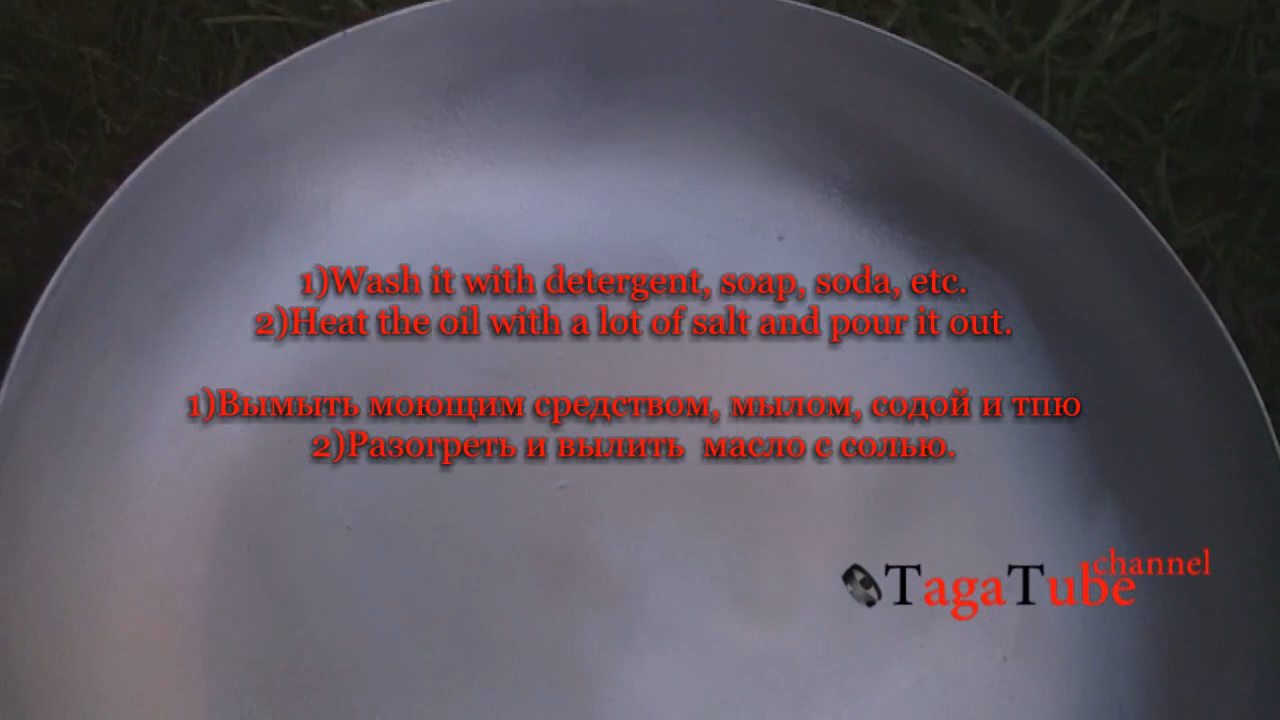 1)Wash it with detergent, soap, soda, etc.
2)Heat the oil with a lot of salt and pour it out.
1)Вымыть моющим средством, мылом, содой и тпю
2)Разогреть и вылить  масло с солью.
TagaTube channel